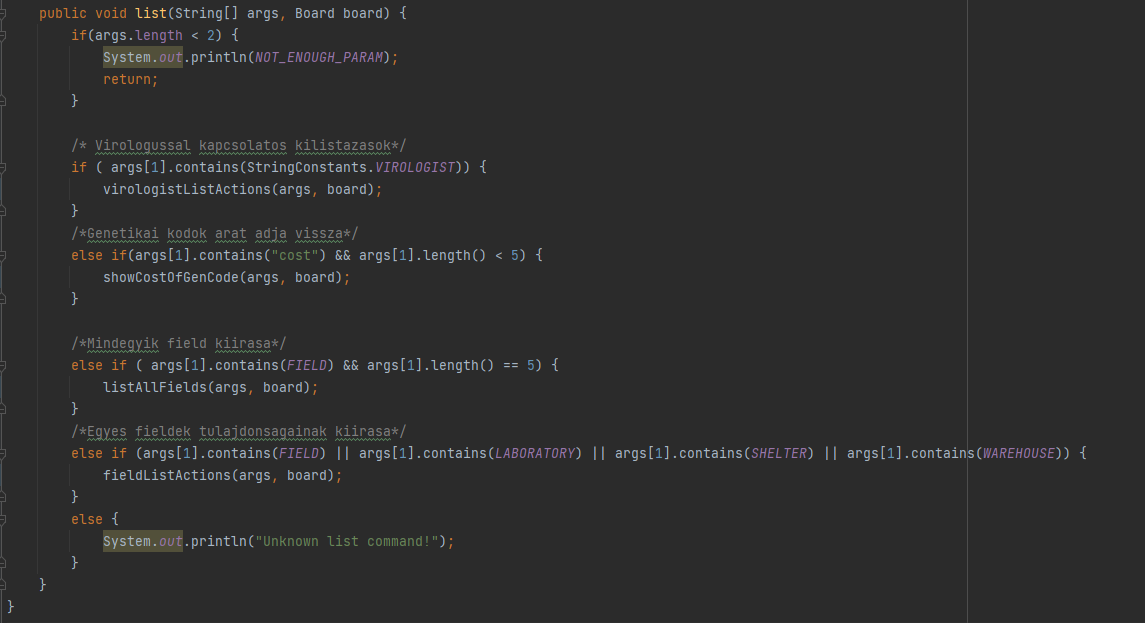 public void list(String[] args, Board board) {
if(args.length < 2) {
System.out.println(NOT_ENOUGH_PARAM);
return;
}
/* Virologussal kapcsolatos kilistazasok*/
if ( args[1].contains(StringConstants.VIROLOGIST)) {
virologistListActions(args, board);
}
/*Genetikai kodok arat adja vissza*/
else if(args[1].contains("cost") && args[1].length() < 5) {
showCostOfGenCode(args, board);
}
/*Mindegyik field kiirasa*/
else if ( args[1].contains(FIELD) && args[1].length() == 5) {
listAllFields(args, board);
}
/*Egyes fieldek tulajdonsagainak kiirasa*/
else if (args[1].contains(FIELD) || args[1].contains(LABORATORY) || args[1].contains(SHELTER) || args[1].contains(WAREHOUSE)) {
fieldListActions(args, board);
}
else {
System.out.println("Unknown list command!");
}
}
}